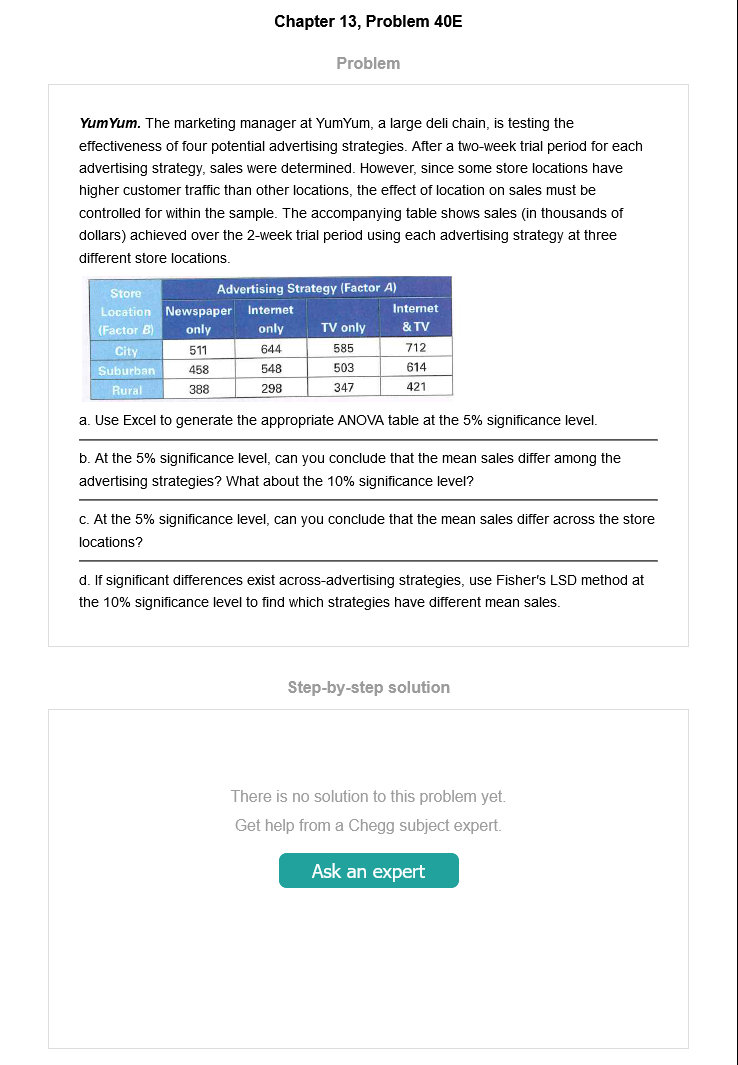 Chapter 13, Problem 40E
Problem
YumYum. The marketing manager at YumYum, a large deli chain, is testing the
effectiveness of four potential advertising strategies. After a two-week trial period for each
advertising strategy, sales were determined. However, since some store locations have
higher customer traffic than other locations, the effect of location on sales must be
controlled for within the sample. The accompanying table shows sales (in thousands of
dollars) achieved over the 2-week trial period using each advertising strategy at three
different store locations.
Store Advertising Strategy (Factor A)
Location Newspaper Internet Internet
(Factor B) only only TV only & TV
City 511 644 585 712
Suburban 458 548 503 614
Rural 388 298 347 421
a. Use Excel to generate the appropriate ANOVA table at the 5% significance level.
b. At the 5% significance level, can you conclude that the mean sales differ among the
advertising strategies? What about the 10% significance level?
c. At the 5% significance level, can you conclude that the mean sales differ across the store
locations?
d. If significant differences exist across-advertising strategies, use Fisher's LSD method at
the 10% significance level to find which strategies have different mean sales.
Step-by-step solution
There is no solution to this problem yet.
Get help from a Chegg subject expert.
Ask an expert